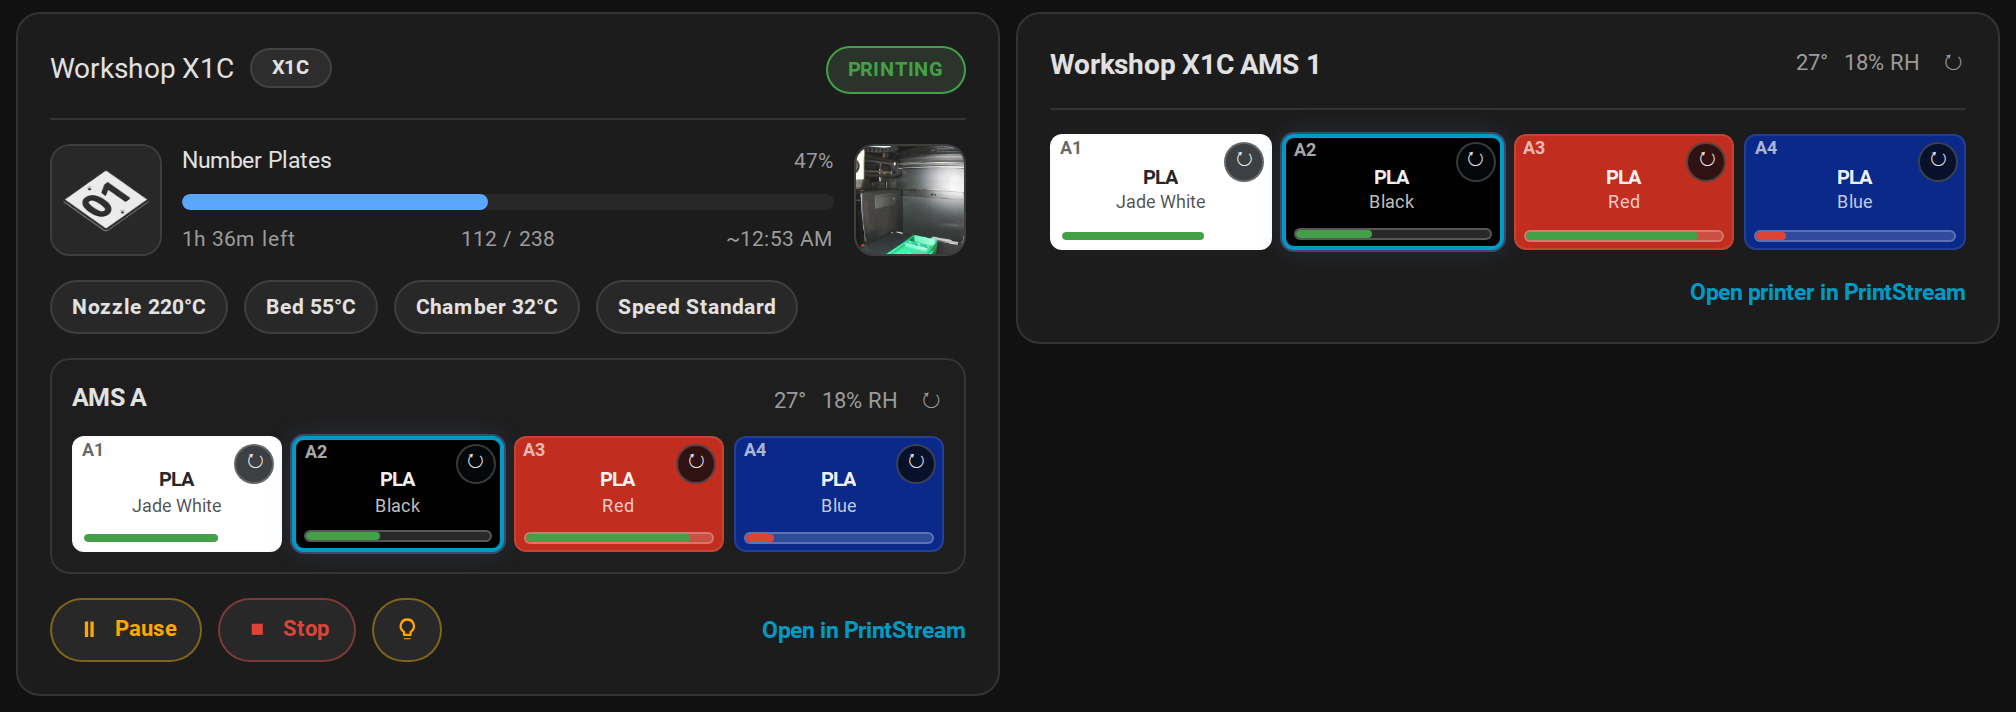 Workshop X1C X1C PRINTING
01
Number Plates 47%
1h 36m left 112 / 238 ~12:53 AM
Nozzle 220°C Bed 55°C Chamber 32°C Speed Standard
AMS A 27° 18% RH
A1 PLA Jade White
A2 PLA Black
A3 PLA Red
A4 PLA Blue
Pause Stop Open in PrintStream
Workshop X1C AMS 1 27° 18% RH
A1 PLA Jade White
A2 PLA Black
A3 PLA Red
A4 PLA Blue
Open printer in PrintStream